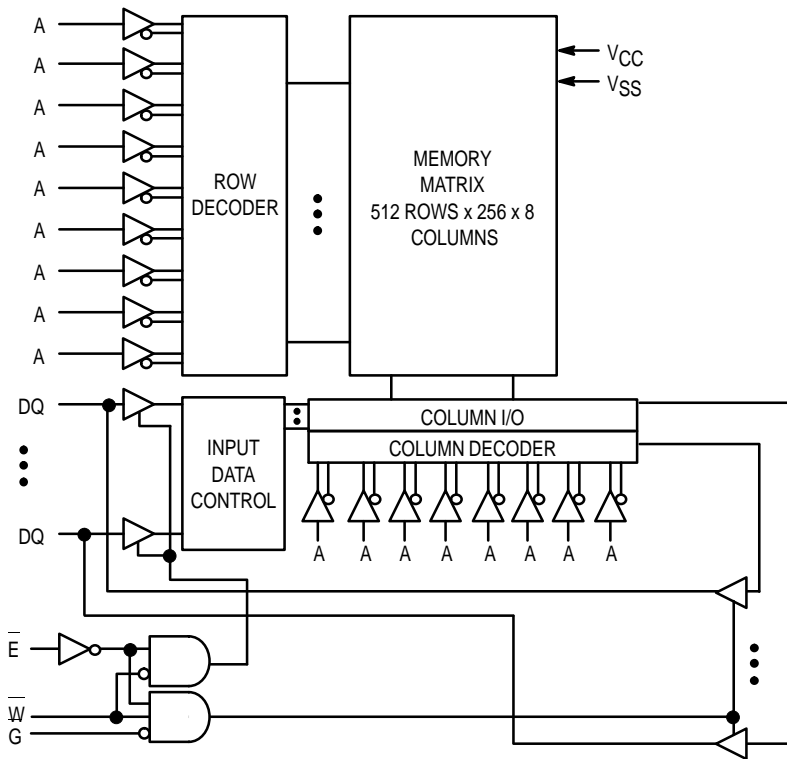 A
A
A
A
A
A
A
A
A
ROW
DECODER
MEMORY
MATRIX
512 ROWS x 256 x 8
COLUMNS
VCC
VSS
DQ
DQ
INPUT
DATA
CONTROL
COLUMN I/O
COLUMN DECODER
A A A A A A A A
E
W
G